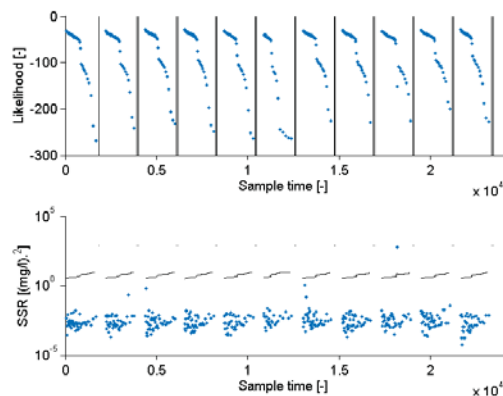 0
-100
-200
-300
Likelihood [-]
0 0.5 1 1.5 2
Sample time [-]
x 10^4
10^5
10^0
10^-5
SSR [(mg/l).^2]
0 0.5 1 1.5 2
Sample time [-]
x 10^4